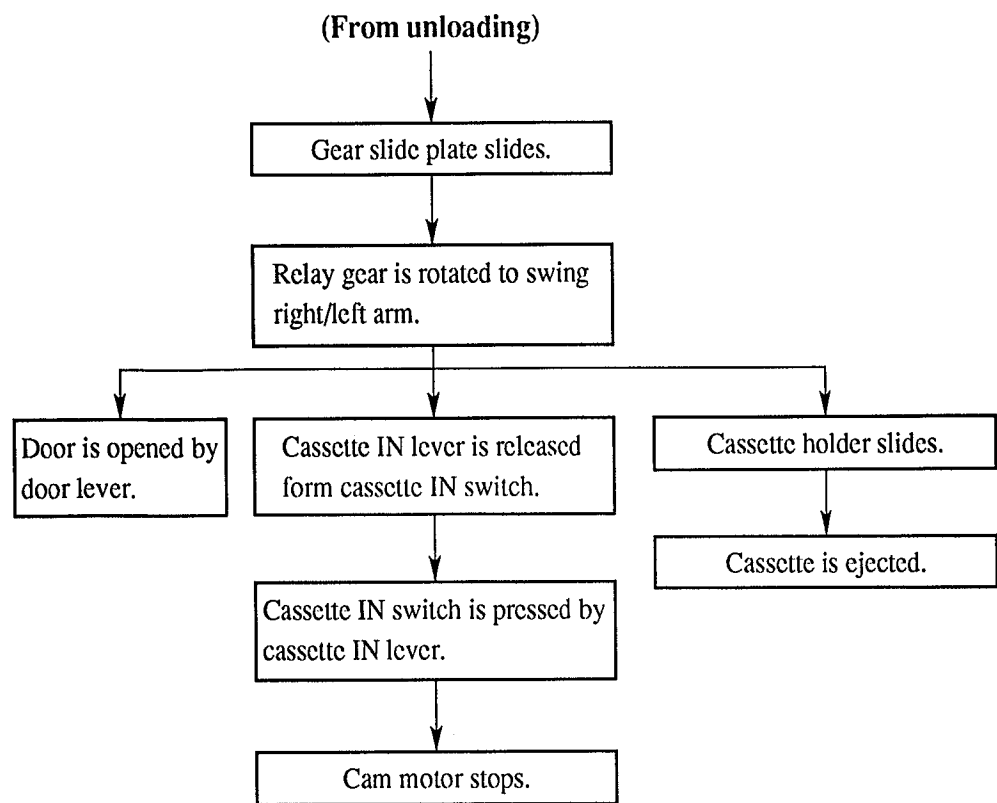 (From unloading)
Gear slide plate slides.
Relay gear is rotated to swing
right/left arm.
Door is opened by
door lever.
Cassette IN lever is released
form cassette IN switch.
Cassette holder slides.
Cassette is ejected.
Cassette IN switch is pressed by
cassette IN lever.
Cam motor stops.